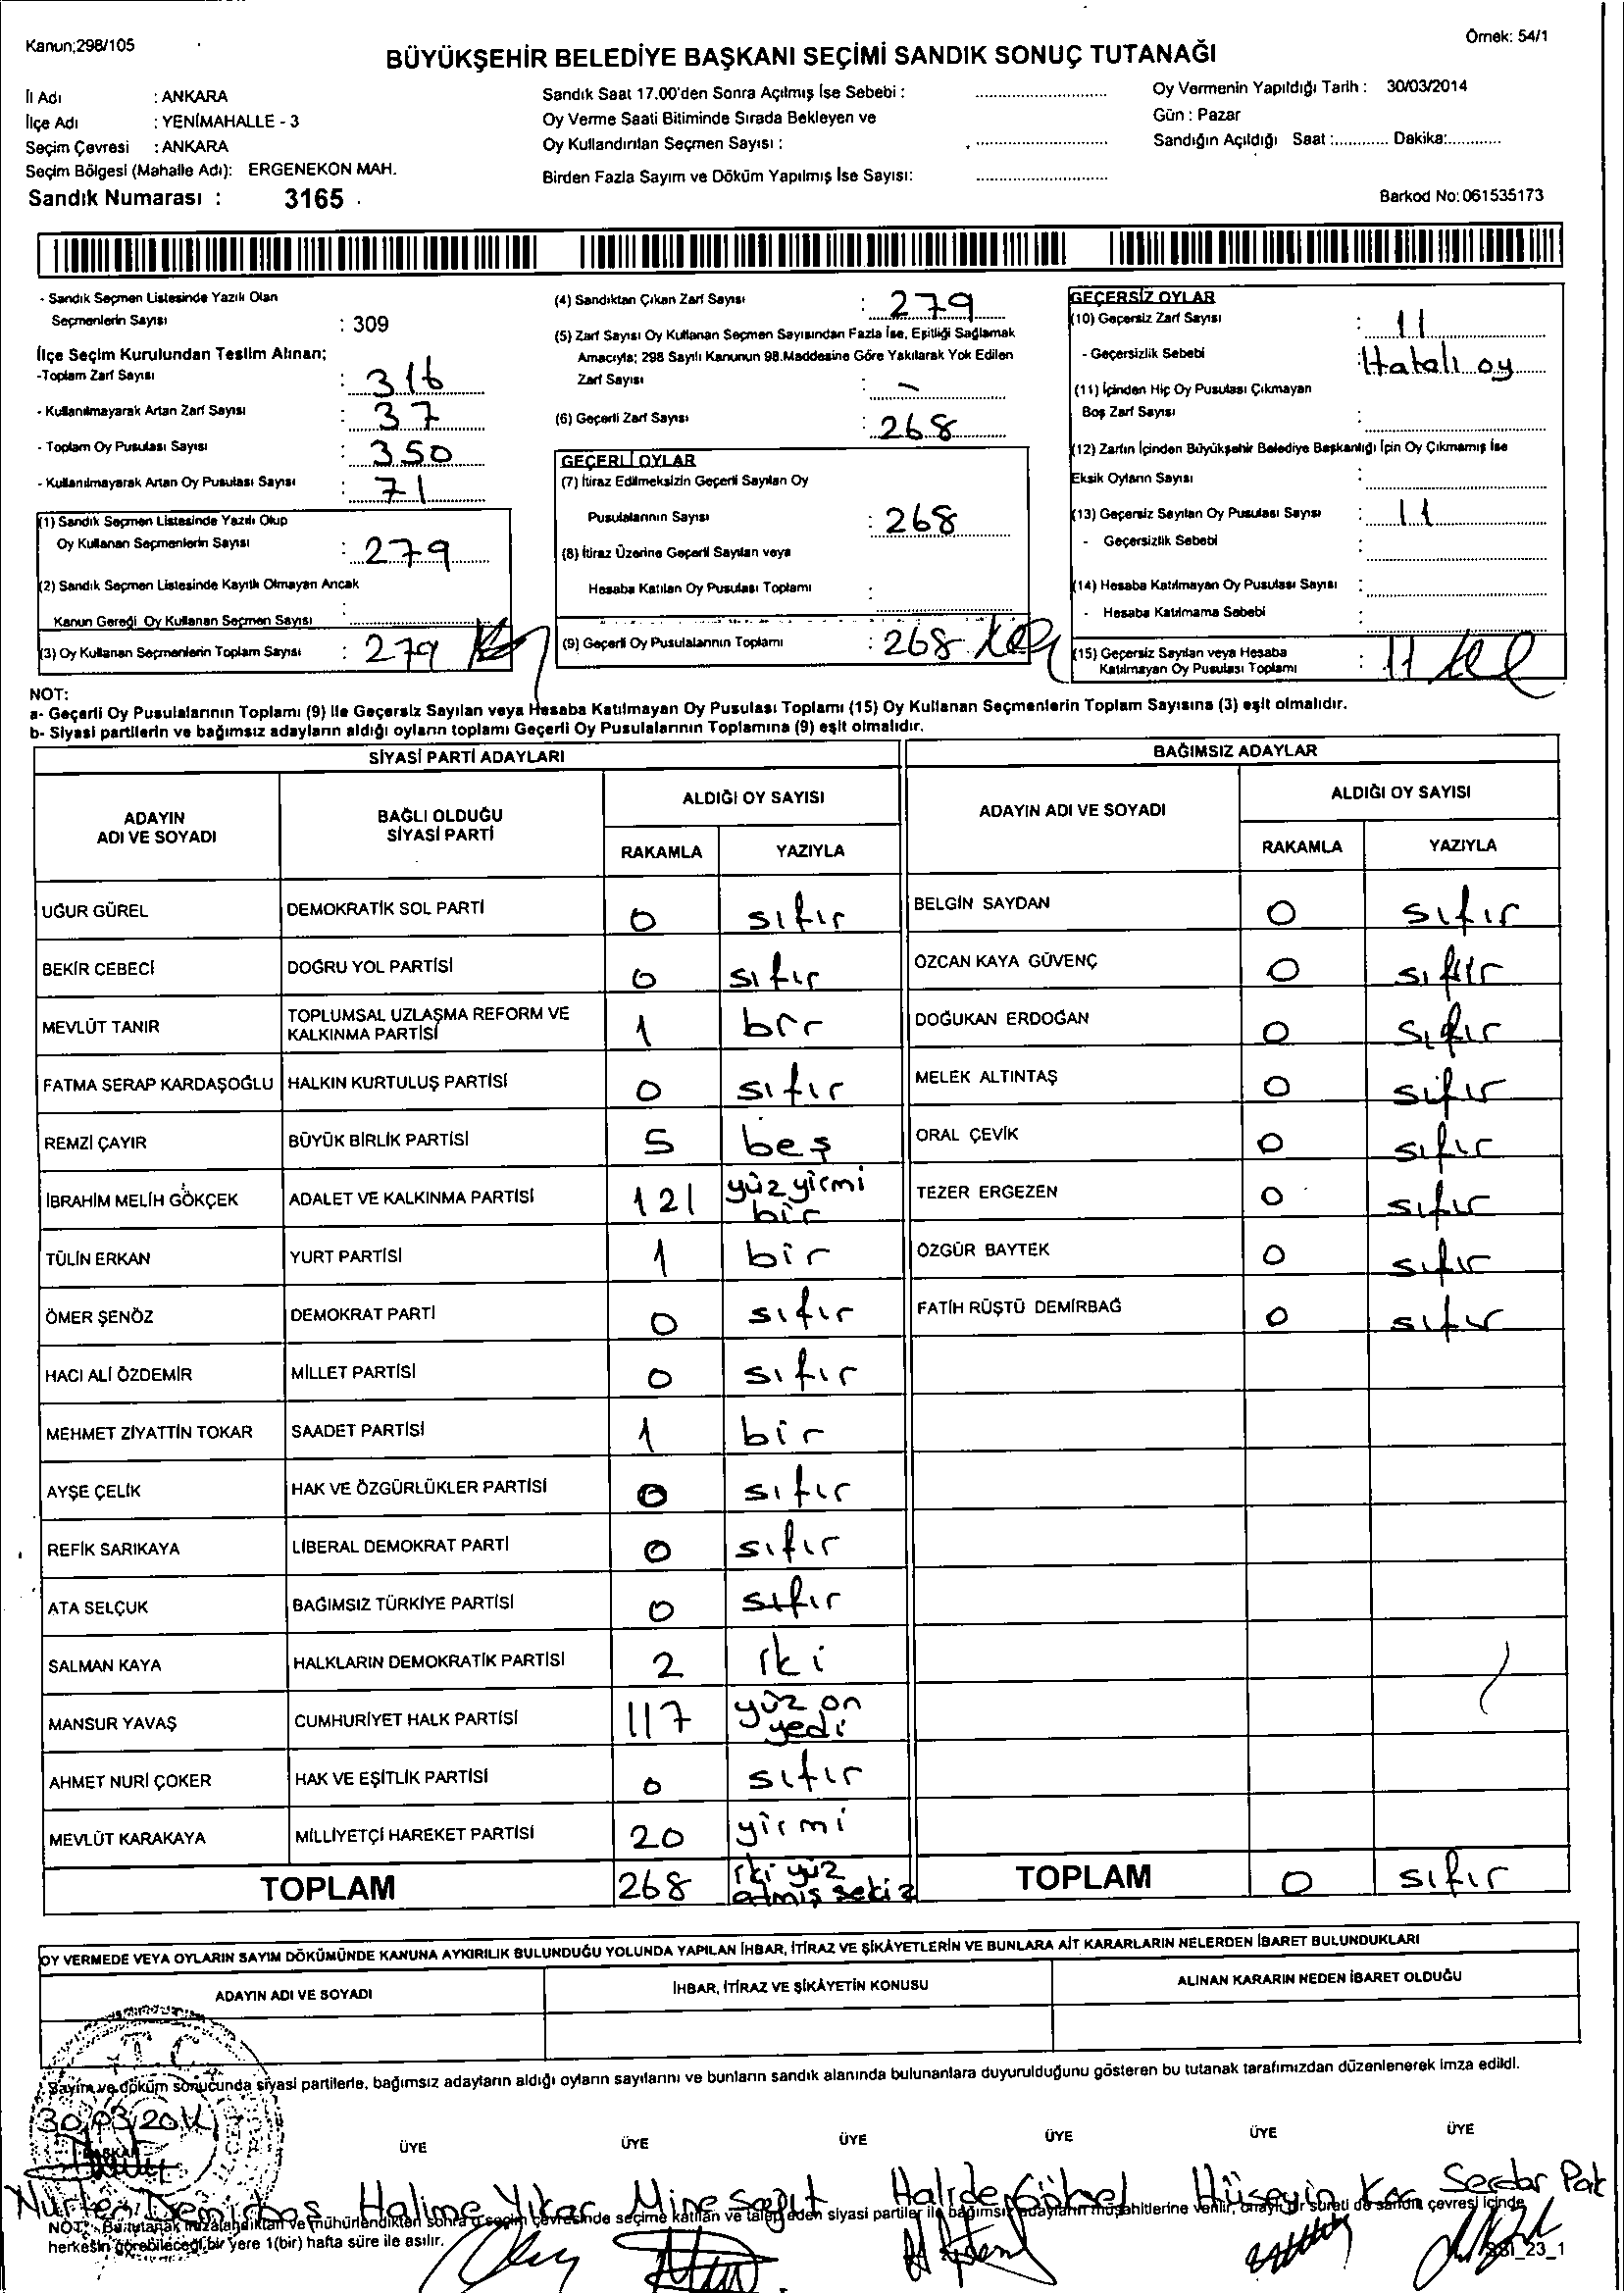 Kanun;298/105
Örnek: 54/1
BÜYÜKŞEHİR BELEDİYE BAŞKANI SEÇİMİ SANDIK SONUÇ TUTANAĞI
İl Adı : ANKARA
İlçe Adı : YENİMAHALLE - 3
Seçim Çevresi : ANKARA
Seçim Bölgesi (Mahalle Adı): ERGENEKON MAH.
Sandık Numarası : 3165
Sandık Saat 17.00'den Sonra Açılmış İse Sebebi :
Oy Verme Saati Bitiminde Sırada Bekleyen ve
Oy Kullandırılan Seçmen Sayısı :
Birden Fazla Sayım ve Döküm Yapılmış İse Sayısı:
Oy Vermenin Yapıldığı Tarih : 30/03/2014
Gün : Pazar
Sandığın Açıldığı Saat :............ Dakika:............
Barkod No: 061535173
- Sandık Seçmen Listesinde Yazılı Olan
Seçmenlerin Sayısı : 309
İlçe Seçim Kurulundan Teslim Alınan;
-Toplam Zarf Sayısı : 316
- Kullanılmayarak Artan Zarf Sayısı : 37
- Toplam Oy Pusulası Sayısı : 350
- Kullanılmayarak Artan Oy Pusulası Sayısı : 71
(1) Sandık Seçmen Listesinde Yazılı Olup
Oy Kullanan Seçmenlerin Sayısı : 279
(2) Sandık Seçmen Listesinde Kayıtlı Olmayan Ancak
Kanun Gereği Oy Kullanan Seçmen Sayısı :
(3) Oy Kullanan Seçmenlerin Toplam Sayısı : 279
(4) Sandıktan Çıkan Zarf Sayısı : 279
(5) Zarf Sayısı Oy Kullanan Seçmen Sayısından Fazla İse, Eşitliği Sağlamak
Amacıyla; 298 Sayılı Kanunun 98.Maddesine Göre Yakılarak Yok Edilen
Zarf Sayısı : -
(6) Geçerli Zarf Sayısı : 268
GEÇERLİ OYLAR
(7) İtiraz Edilmeksizin Geçerli Sayılan Oy
Pusulalarının Sayısı : 268
(8) İtiraz Üzerine Geçerli Sayılan veya
Hesaba Katılan Oy Pusulası Toplamı :
(9) Geçerli Oy Pusulalarının Toplamı : 268
GEÇERSİZ OYLAR
(10) Geçersiz Zarf Sayısı : 11
- Geçersizlik Sebebi : Hatalı oy
(11) İçinden Hiç Oy Pusulası Çıkmayan
Boş Zarf Sayısı :
(12) Zarfın İçinden Büyükşehir Belediye Başkanlığı İçin Oy Çıkmamış İse
Eksik Oyların Sayısı :
(13) Geçersiz Sayılan Oy Pusulası Sayısı : 11
- Geçersizlik Sebebi :
(14) Hesaba Katılmayan Oy Pusulası Sayısı :
- Hesaba Katılmama Sebebi :
(15) Geçersiz Sayılan veya Hesaba
Katılmayan Oy Pusulası Toplamı : 11
NOT:
a- Geçerli Oy Pusulalarının Toplamı (9) ile Geçersiz Sayılan veya Hesaba Katılmayan Oy Pusulası Toplamı (15) Oy Kullanan Seçmenlerin Toplam Sayısına (3) eşit olmalıdır.
b- Siyasi partilerin ve bağımsız adayların aldığı oyların toplamı Geçerli Oy Pusulalarının Toplamına (9) eşit olmalıdır.
SİYASİ PARTİ ADAYLARI
ADAYIN ADI VE SOYADI
BAĞLI OLDUĞU SİYASİ PARTİ
ALDIĞI OY SAYISI
RAKAMLA YAZIYLA
UĞUR GÜREL DEMOKRATİK SOL PARTİ 0 sıfır
BEKİR CEBECİ DOĞRU YOL PARTİSİ 0 sıfır
MEVLÜT TANIR TOPLUMSAL UZLAŞMA REFORM VE KALKINMA PARTİSİ 1 bir
FATMA SERAP KARDAŞOĞLU HALKIN KURTULUŞ PARTİSİ 0 sıfır
REMZİ ÇAYIR BÜYÜK BİRLİK PARTİSİ 5 beş
İBRAHİM MELİH GÖKÇEK ADALET VE KALKINMA PARTİSİ 121 yüz yirmi bir
TÜLİN ERKAN YURT PARTİSİ 1 bir
ÖMER ŞENÖZ DEMOKRAT PARTİ 0 sıfır
HACI ALİ ÖZDEMİR MİLLET PARTİSİ 0 sıfır
MEHMET ZİYATTİN TOKAR SAADET PARTİSİ 1 bir
AYŞE ÇELİK HAK VE ÖZGÜRLÜKLER PARTİSİ 0 sıfır
REFİK SARIKAYA LİBERAL DEMOKRAT PARTİ 0 sıfır
ATA SELÇUK BAĞIMSIZ TÜRKİYE PARTİSİ 0 sıfır
SALMAN KAYA HALKLARIN DEMOKRATİK PARTİSİ 2 iki
MANSUR YAVAŞ CUMHURİYET HALK PARTİSİ 117 yüz on yedi
AHMET NURİ ÇOKER HAK VE EŞİTLİK PARTİSİ 0 sıfır
MEVLÜT KARAKAYA MİLLİYETÇİ HAREKET PARTİSİ 20 yirmi
TOPLAM 268 iki yüz atmış sekiz
BAĞIMSIZ ADAYLAR
ADAYIN ADI VE SOYADI
ALDIĞI OY SAYISI
RAKAMLA YAZIYLA
BELGİN SAYDAN 0 sıfır
ÖZCAN KAYA GÜVENÇ 0 sıfır
DOĞUKAN ERDOĞAN 0 sıfır
MELEK ALTINTAŞ 0 sıfır
ORAL ÇEVİK 0 sıfır
TEZER ERGEZEN 0 sıfır
ÖZGÜR BAYTEK 0 sıfır
FATİH RÜŞTÜ DEMİRBAĞ 0 sıfır
TOPLAM 0 sıfır
OY VERMEDE VEYA OYLARIN SAYIM DÖKÜMÜNDE KANUNA AYKIRILIK BULUNDUĞU YOLUNDA YAPILAN İHBAR, İTİRAZ VE ŞİKÂYETLERİN VE BUNLARA AİT KARARLARIN NELERDEN İBARET BULUNDUKLARI
ADAYIN ADI VE SOYADI
İHBAR, İTİRAZ VE ŞİKÂYETİN KONUSU
ALINAN KARARIN NEDEN İBARET OLDUĞU
T.C.
Sayım ve döküm sonucunda siyasi partilerle, bağımsız adayların aldığı oyların sayılarını ve bunların sandık alanında bulunanlara duyurulduğunu gösteren bu tutanak tarafımızdan düzenlenerek imza edildi.
30.03.2014
BAŞKAN ÜYE ÜYE ÜYE ÜYE ÜYE ÜYE
Nurten Demirbaş Halime Yıkar Mine Söğüt Halide Hüseyin Koç Serdar Pak
NOT: Bu tutanak imzalandıktan ve mühürlendikten sonra seçim çevresinde seçime katılan ve talep eden siyasi partiler ile bağımsız adayların müşahitlerine verilir, onaylı bir sureti de sandık çevresi içinde
herkesin görebileceği bir yere 1(bir) hafta süre ile asılır.